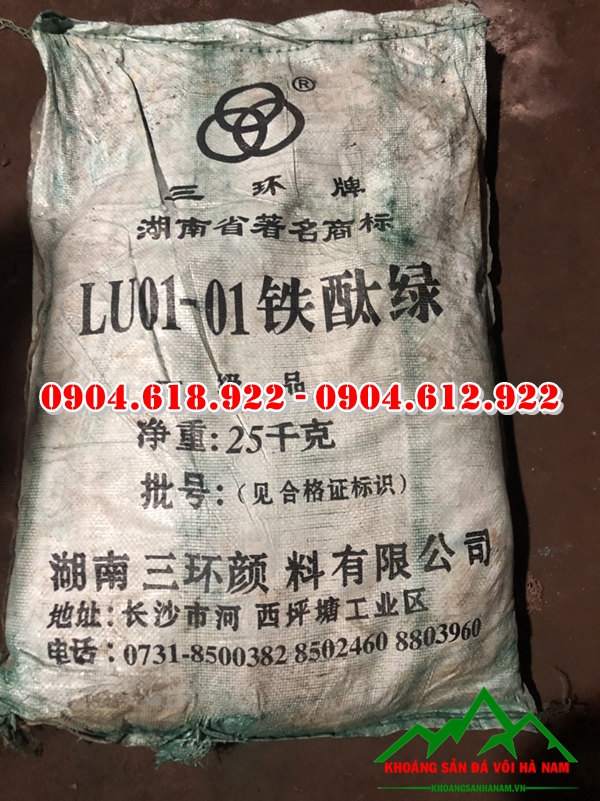 ®
三环牌
湖南省著名商标
LU01-01铁酞绿
一级品
0904.618.922 - 0904.612.922
净重:25千克
批号:(见合格证标识)
湖南三环颜料有限公司
地址:长沙市河西坪塘工业区
电话:0731-8500382 8502460 8803960
KHOÁNG SẢN ĐÁ VÔI HÀ NAM
KHOANGSANHANAM.VN